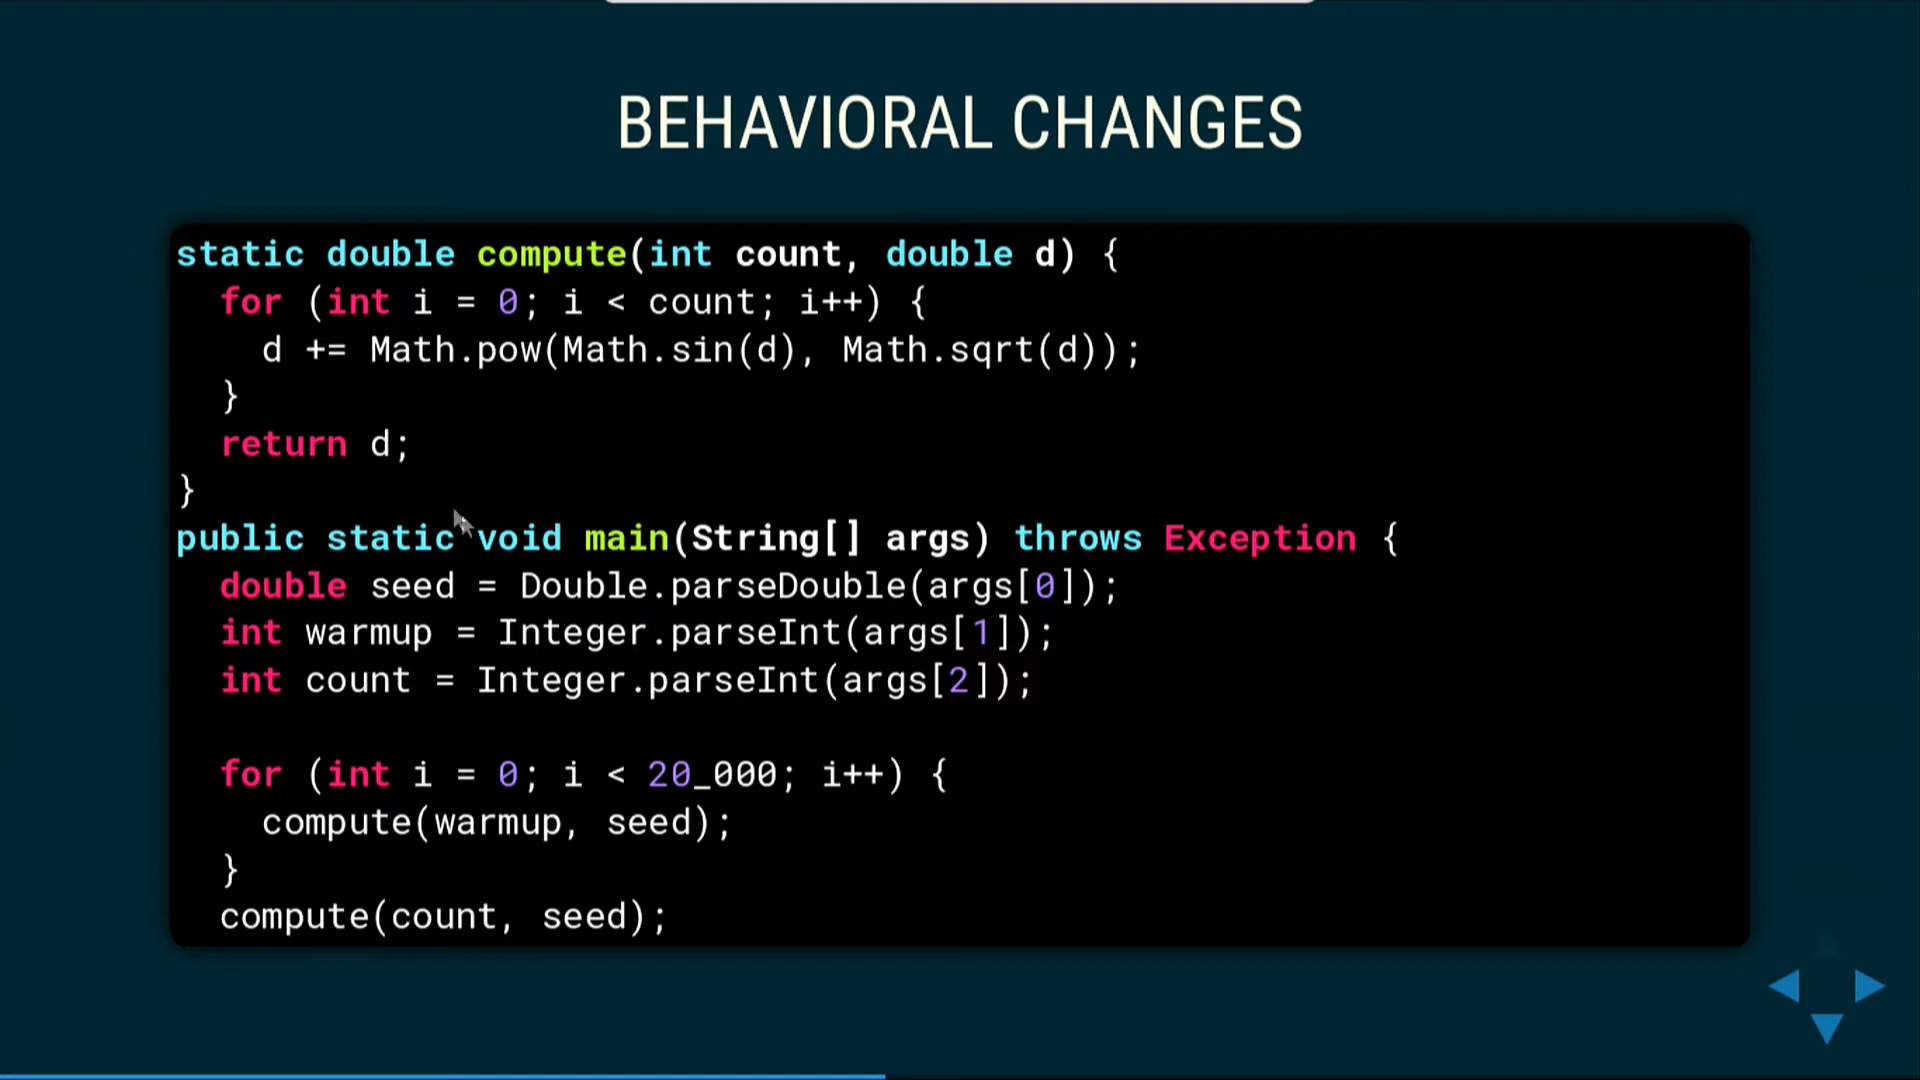 BEHAVIORAL CHANGES
static double compute(int count, double d) {
  for (int i = 0; i < count; i++) {
    d += Math.pow(Math.sin(d), Math.sqrt(d));
  }
  return d;
}
public static void main(String[] args) throws Exception {
  double seed = Double.parseDouble(args[0]);
  int warmup = Integer.parseInt(args[1]);
  int count = Integer.parseInt(args[2]);

  for (int i = 0; i < 20_000; i++) {
    compute(warmup, seed);
  }
  compute(count, seed);